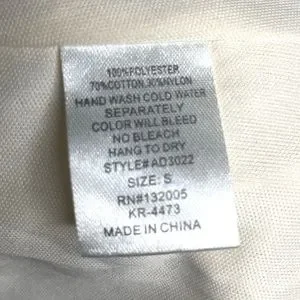 100%POLYESTER
70%COTTON.30%NYLON
HAND WASH COLD WATER
SEPARATELY
COLOR WILL BLEED
NO BLEACH
HANG TO DRY
STYLE#AD3022
SIZE: S
RN#132005
KR-4473
MADE IN CHINA